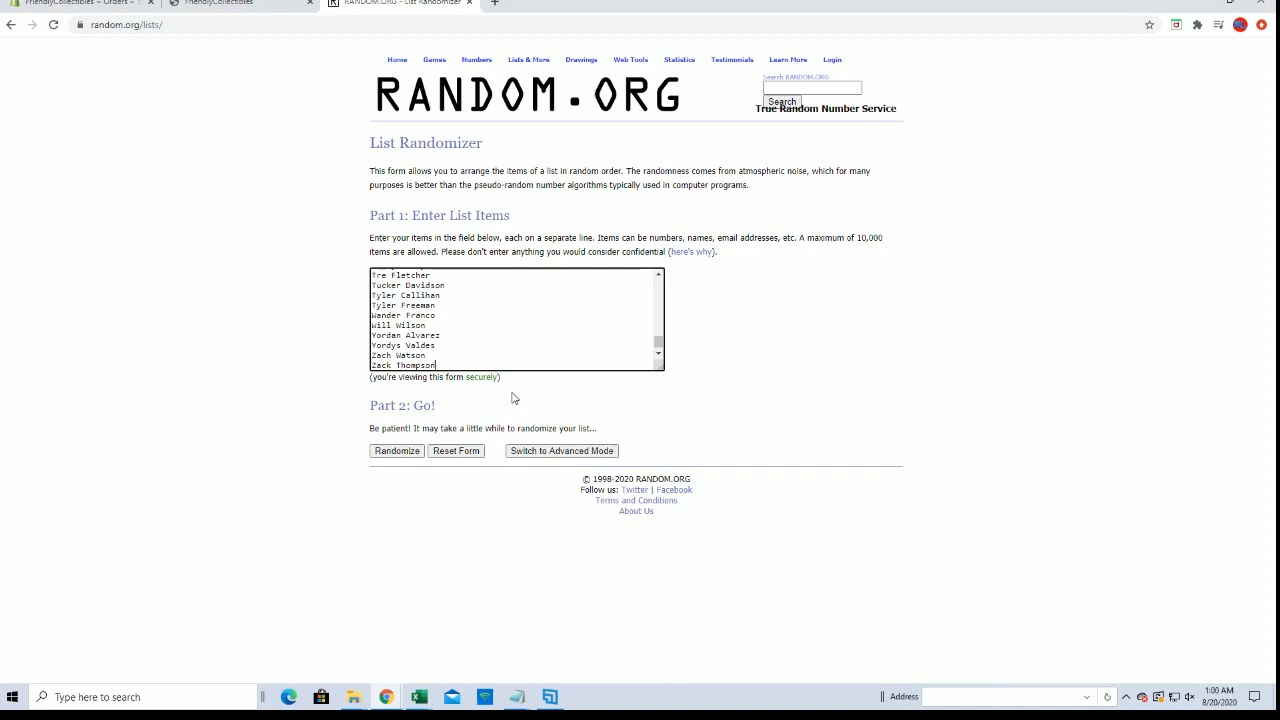 FriendlyCollectibles ~ Orders ~
FriendlyCollectibles
RANDOM.ORG - List Randomizer
random.org/lists/
Home Games Numbers Lists & More Drawings Web Tools Statistics Testimonials Learn More Login
RANDOM.ORG
Search RANDOM.ORG
Search
True Random Number Service
List Randomizer
This form allows you to arrange the items of a list in random order. The randomness comes from atmospheric noise, which for many
purposes is better than the pseudo-random number algorithms typically used in computer programs.
Part 1: Enter List Items
Enter your items in the field below, each on a separate line. Items can be numbers, names, email addresses, etc. A maximum of 10,000
items are allowed. Please don't enter anything you would consider confidential (here's why).
Tre Fletcher
Tucker Davidson
Tyler Callihan
Tyler Freeman
Wander Franco
Will Wilson
Yordan Alvarez
Yordys Valdes
Zach Watson
Zack Thompson
(you're viewing this form securely)
Part 2: Go!
Be patient! It may take a little while to randomize your list...
Randomize Reset Form Switch to Advanced Mode
© 1998-2020 RANDOM.ORG
Follow us: Twitter | Facebook
Terms and Conditions
About Us
Type here to search
Address
1:00 AM
8/20/2020